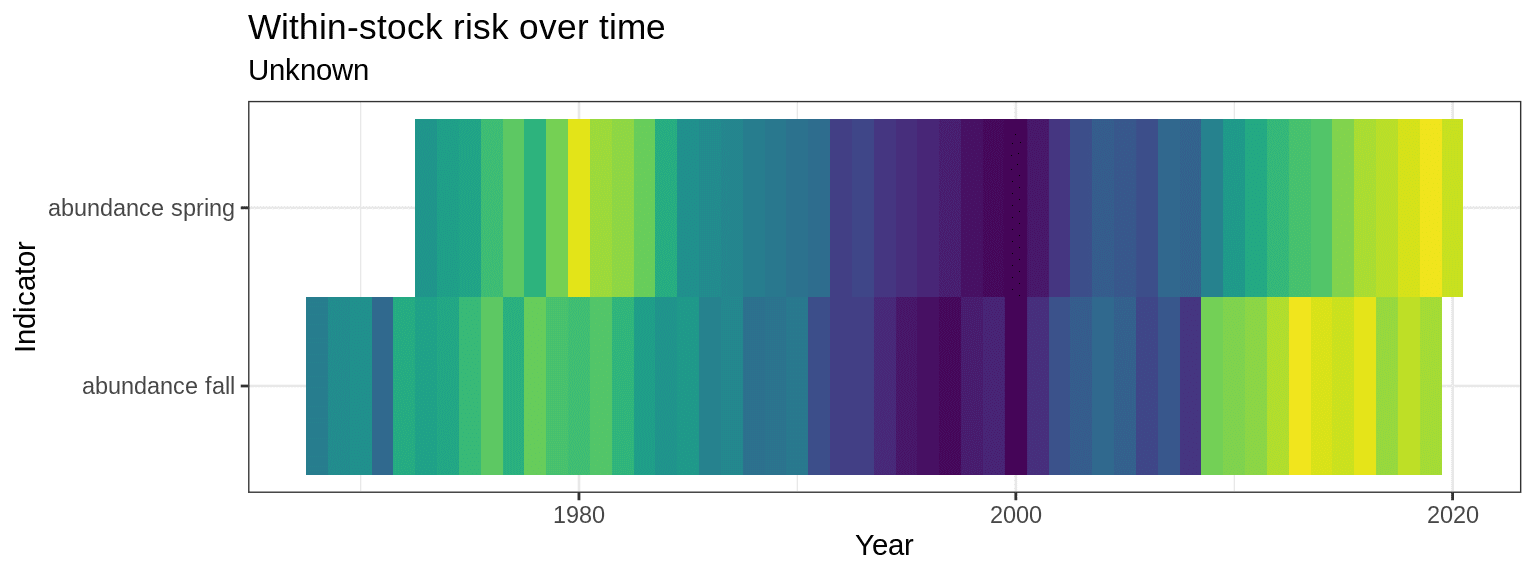 Within-stock risk over time
Unknown
abundance spring
abundance fall
Indicator
1980
2000
2020
Year